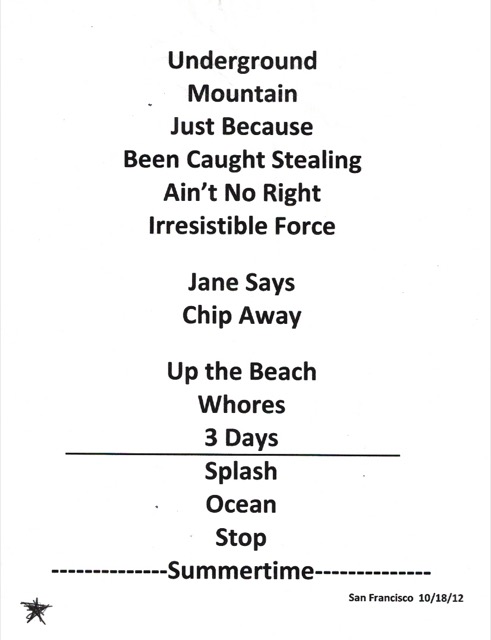 Underground
Mountain
Just Because
Been Caught Stealing
Ain't No Right
Irresistible Force
Jane Says
Chip Away
Up the Beach
Whores
3 Days
Splash
Ocean
Stop
--------------Summertime--------------
San Francisco 10/18/12